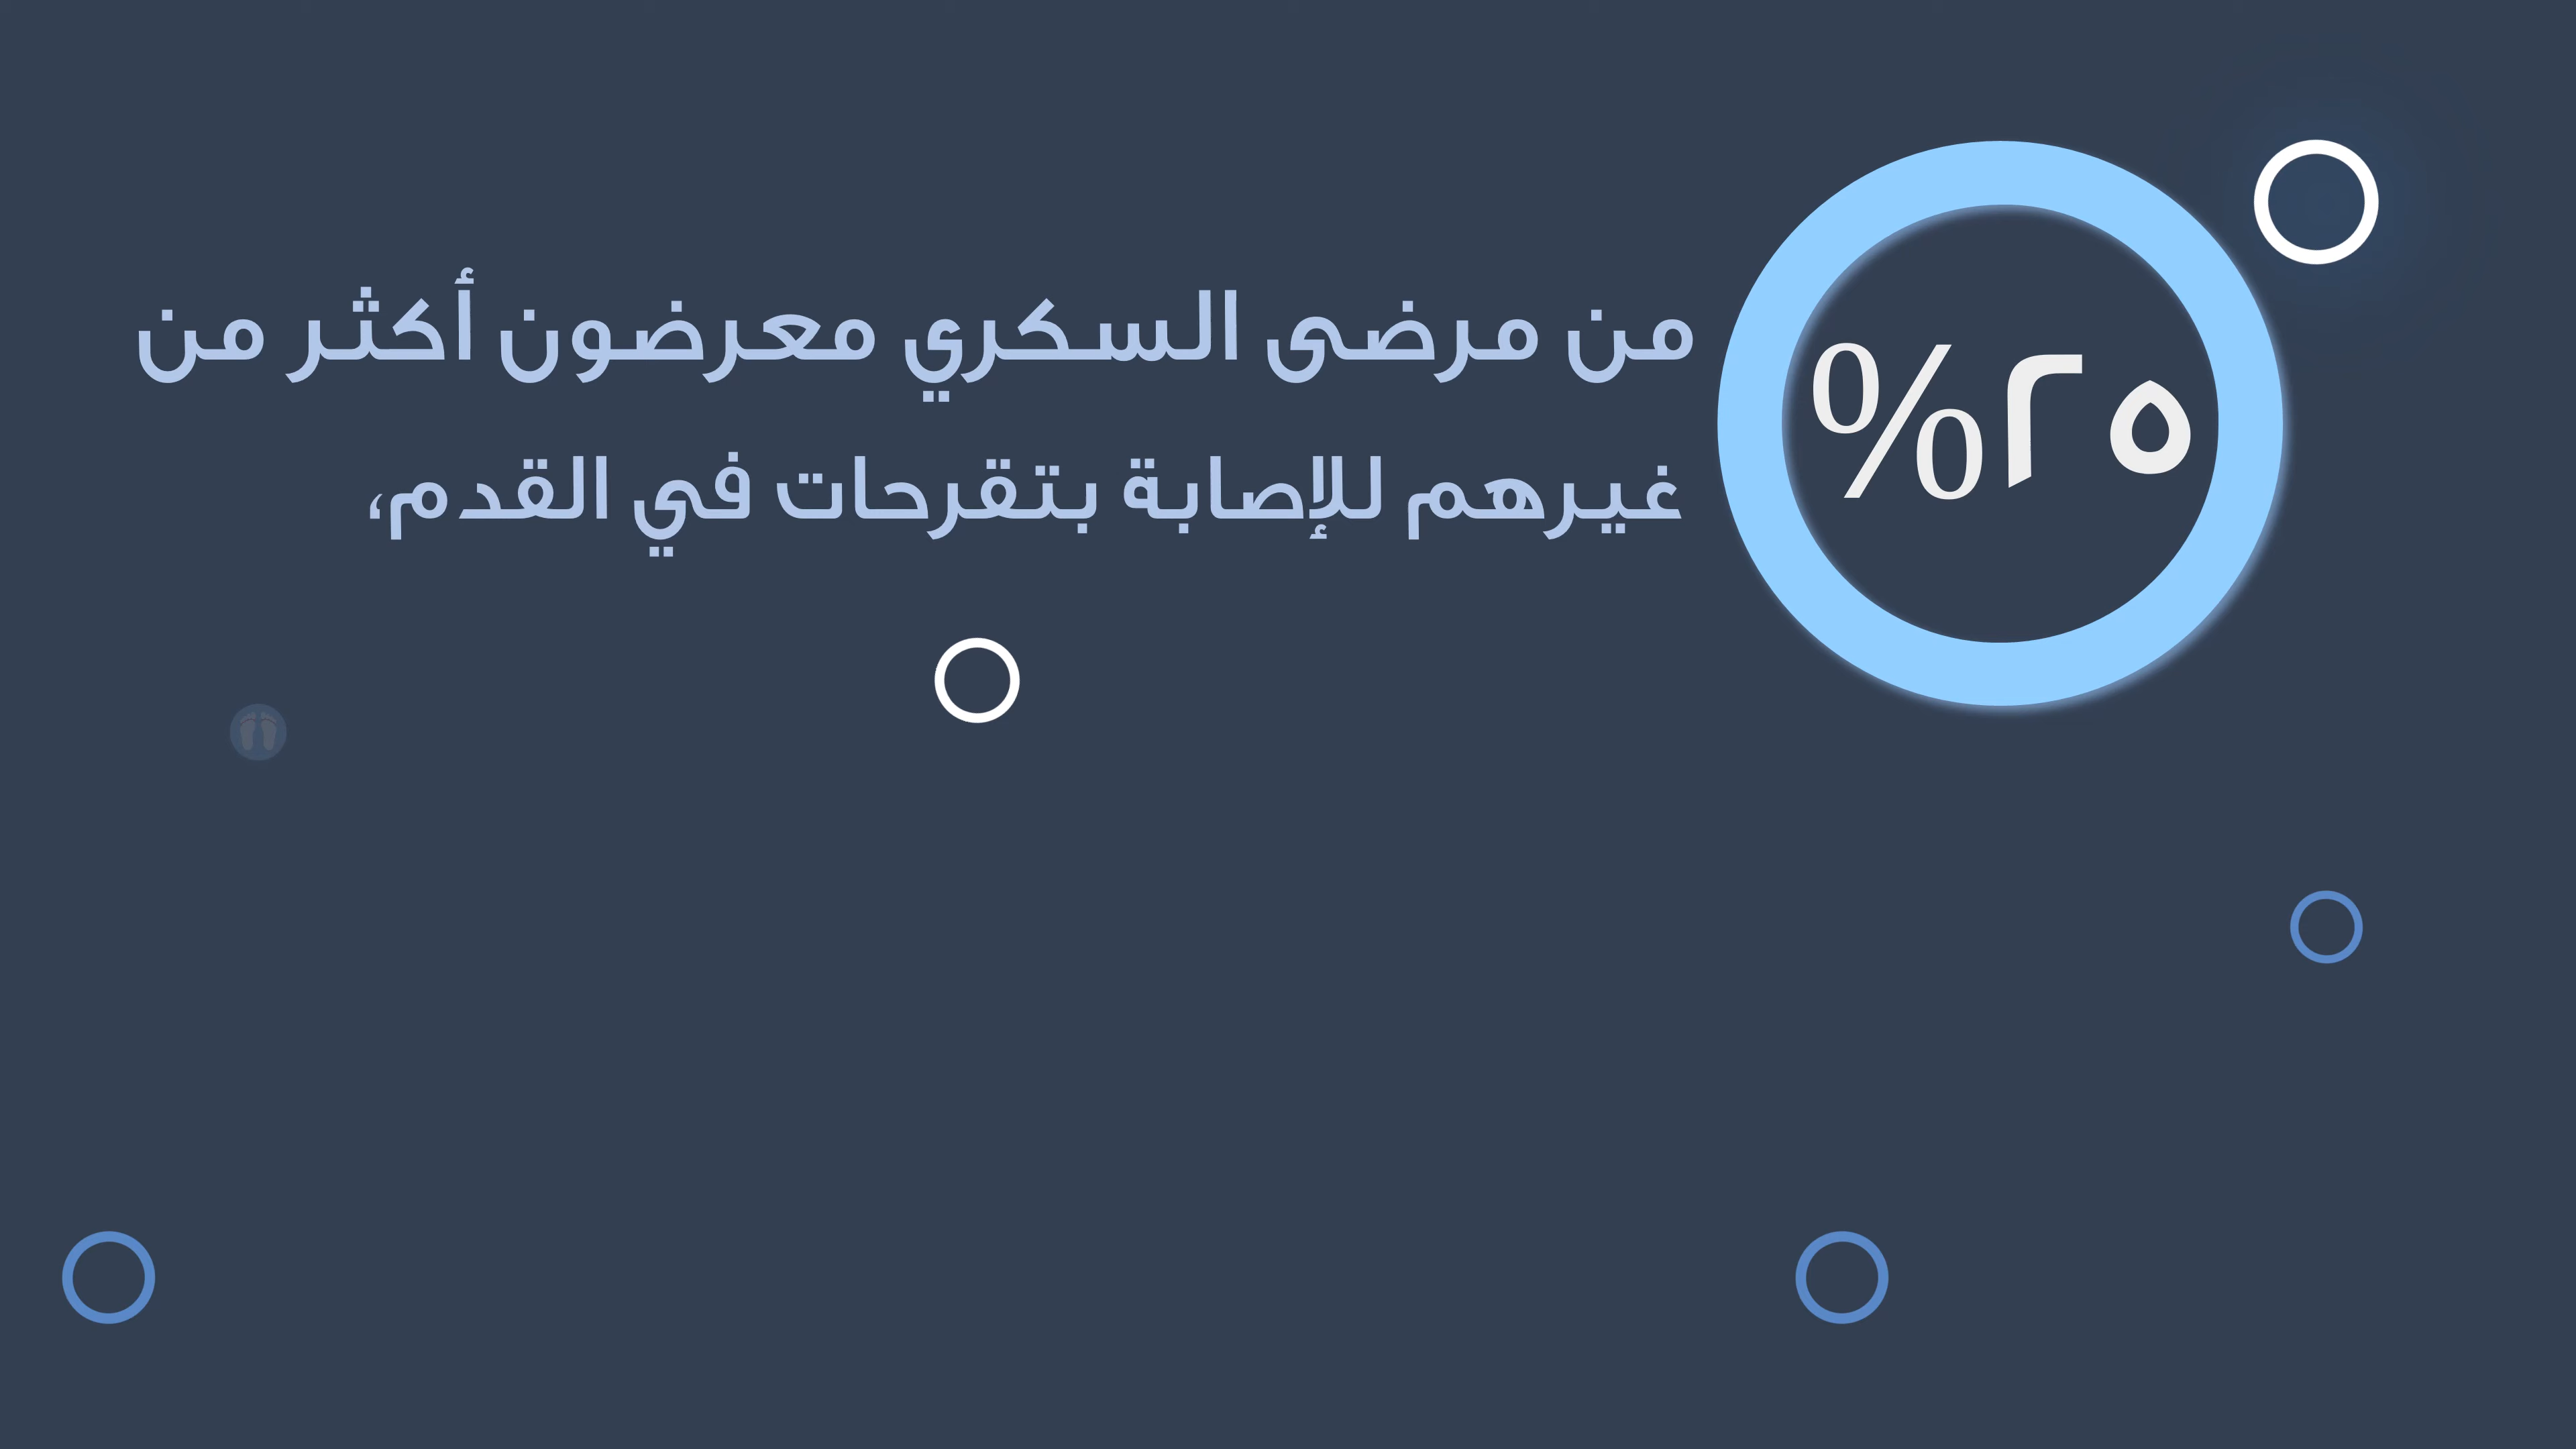 %٢٥
من مرضى السكري معرضون أكثر من
غيرهم للإصابة بتقرحات في القدم،